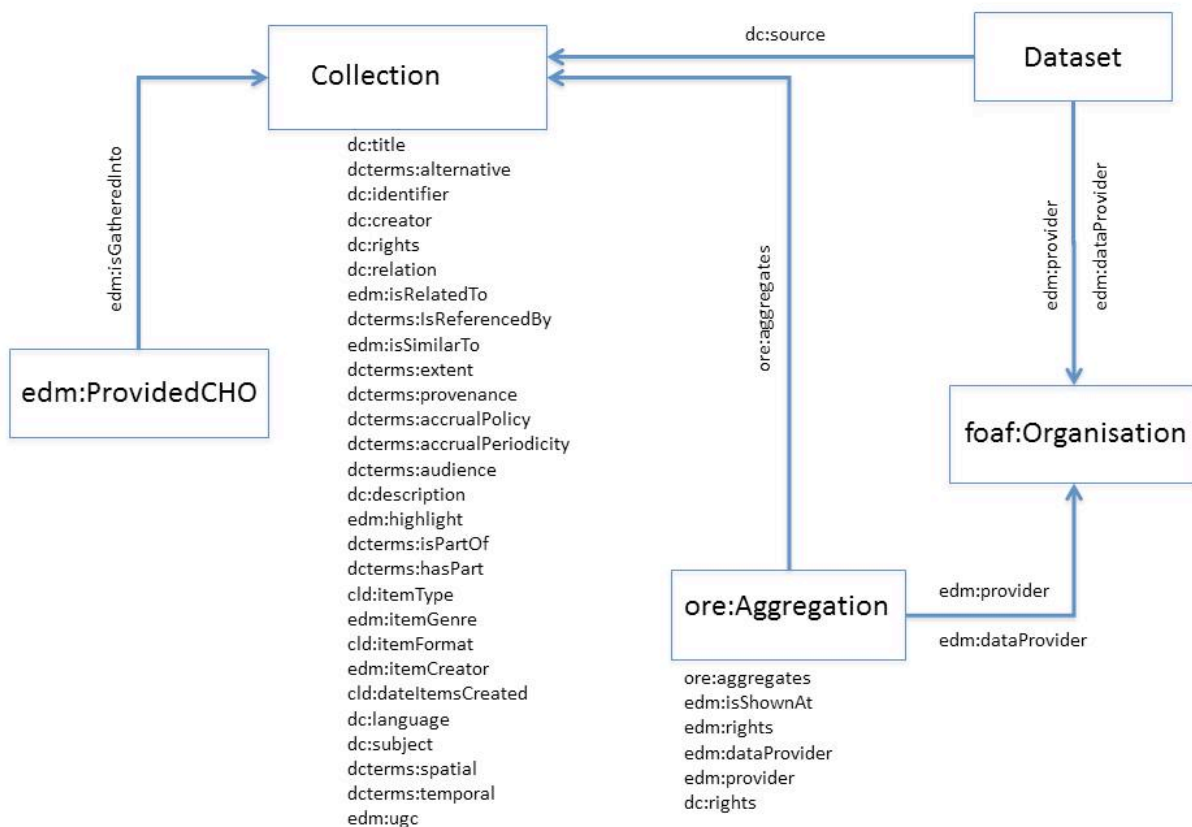 dc:source
Collection
Dataset
edm:isGatheredInto
dc:title
dcterms:alternative
dc:identifier
dc:creator
dc:rights
dc:relation
edm:isRelatedTo
dcterms:IsReferencedBy
edm:isSimilarTo
dcterms:extent
dcterms:provenance
dcterms:accrualPolicy
dcterms:accrualPeriodicity
dcterms:audience
dc:description
edm:highlight
dcterms:isPartOf
dcterms:hasPart
cld:itemType
edm:itemGenre
cld:itemFormat
edm:itemCreator
cld:dateItemsCreated
dc:language
dc:subject
dcterms:spatial
dcterms:temporal
edm:ugc
edm:ProvidedCHO
ore:aggregates
edm:provider
edm:dataProvider
foaf:Organisation
ore:Aggregation
edm:provider
edm:dataProvider
ore:aggregates
edm:isShownAt
edm:rights
edm:dataProvider
edm:provider
dc:rights